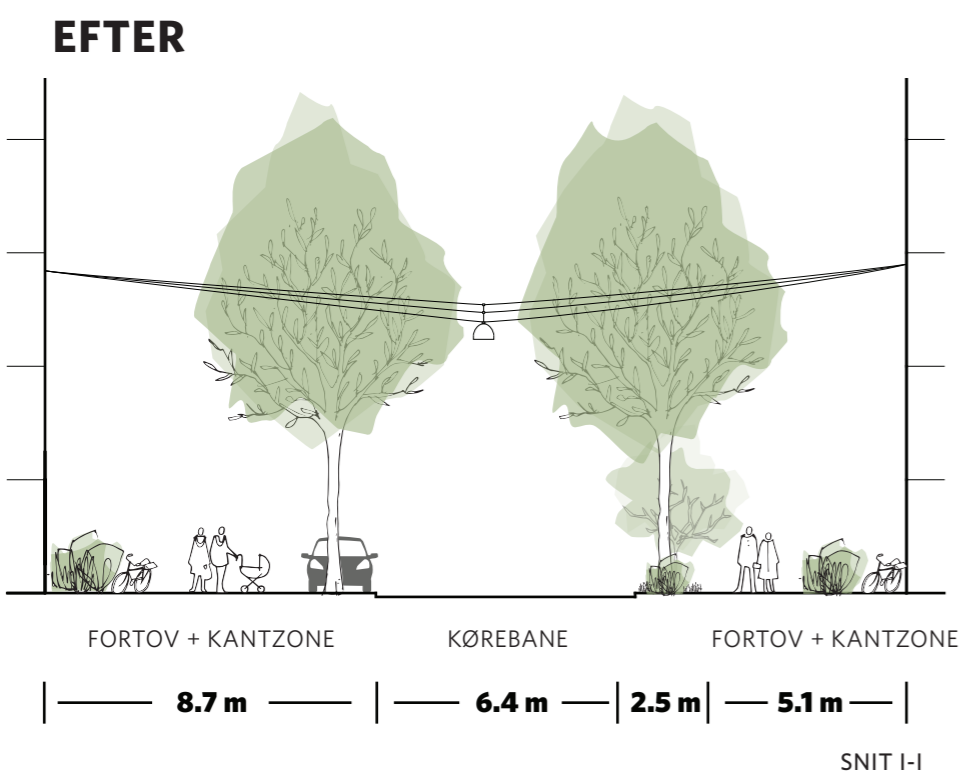 EFTER
FORTOV + KANTZONE KØREBANE FORTOV + KANTZONE
8.7 m 6.4 m 2.5 m 5.1 m
SNIT I-I